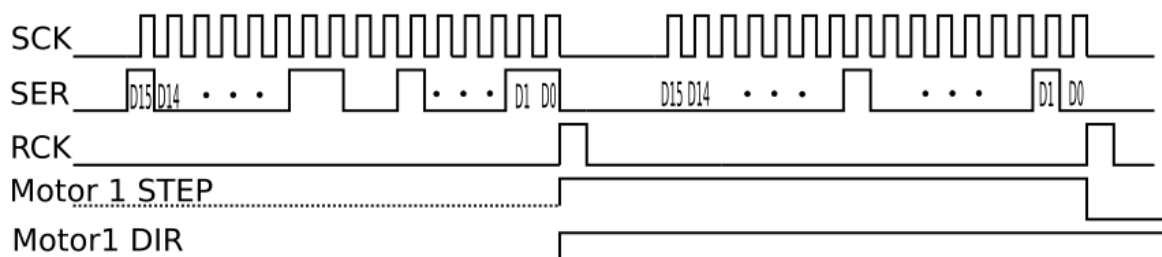 SCK
SER D15 D14 . . . . . . D1 D0 D15 D14 . . . . . . D1 D0
RCK
Motor 1 STEP
Motor1 DIR